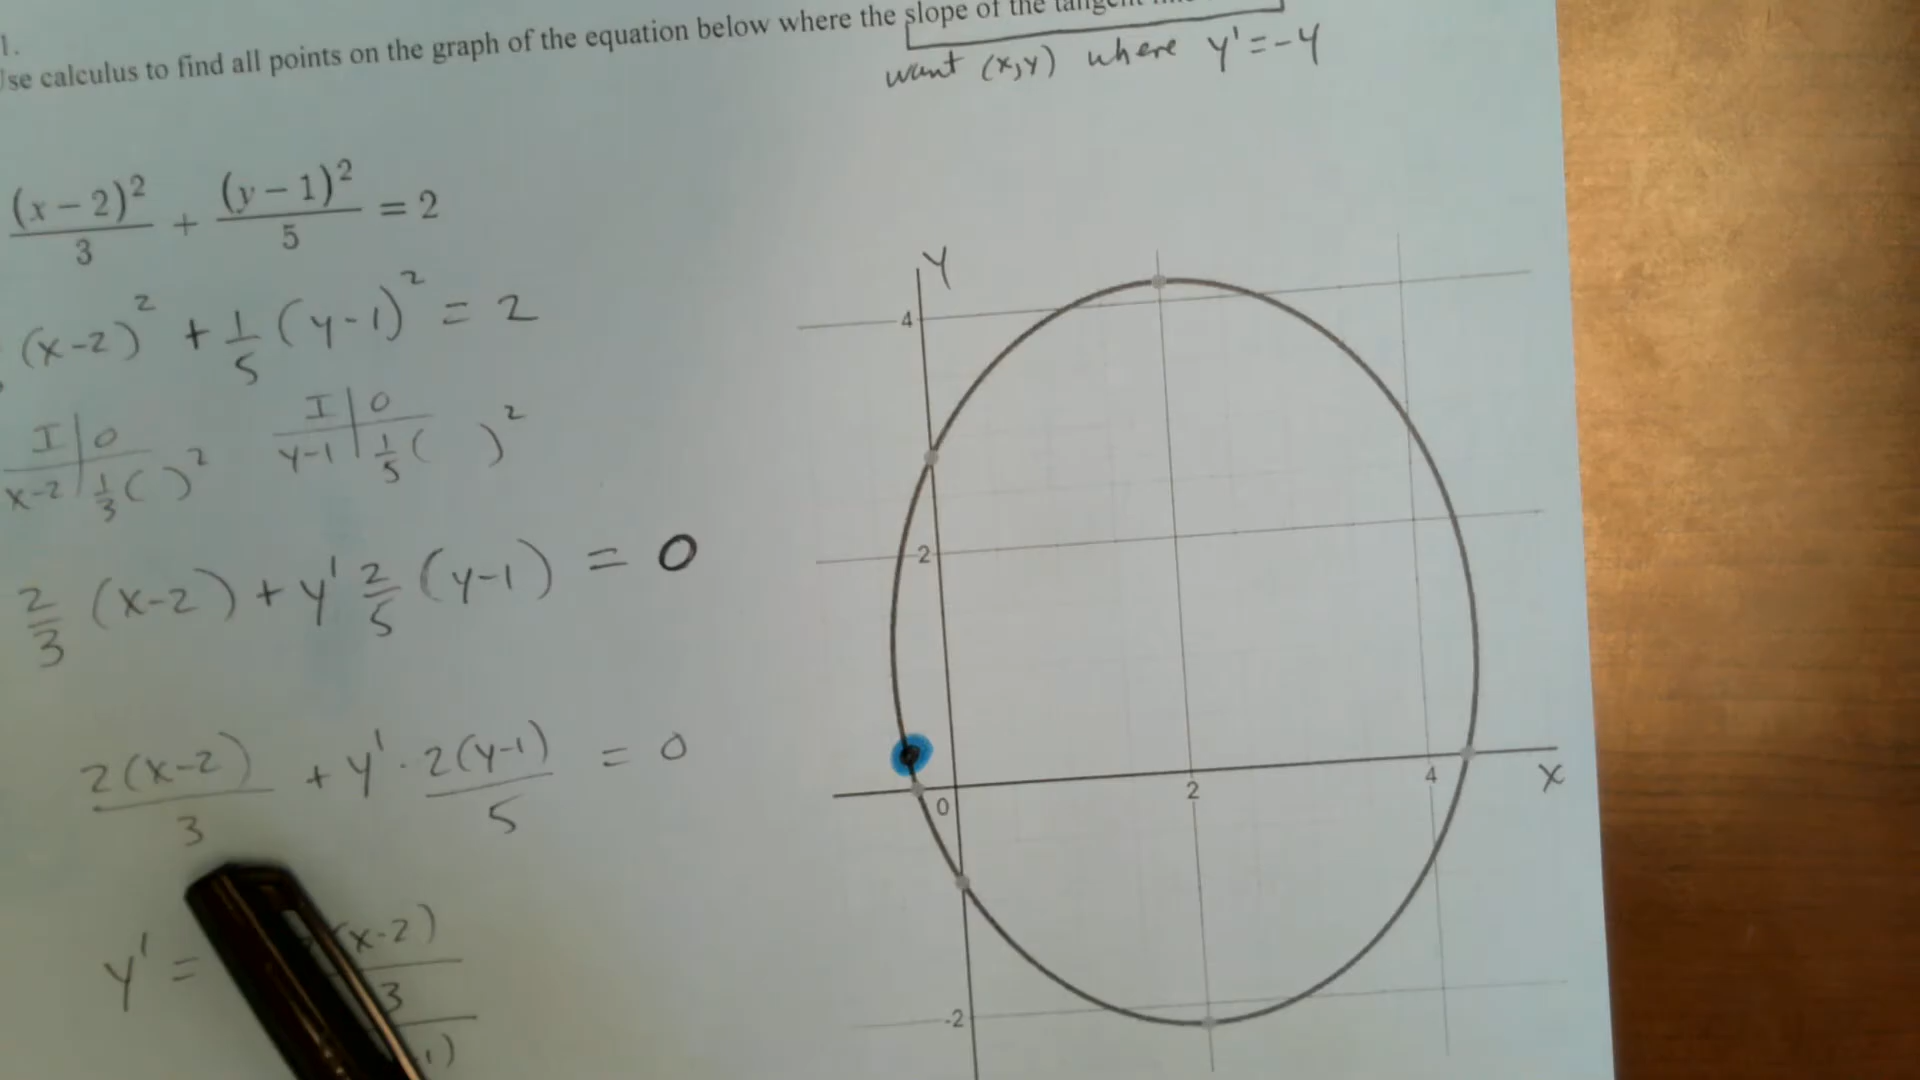 1.
Use calculus to find all points on the graph of the equation below where the slope of the tangent
want (x,y) where y' = -4
(x-2)²/3 + (y-1)²/5 = 2
(x-2)² + 1/5 (y-1)² = 2
I | O
x-2 | 1/3 ( )²
I | O
y-1 | 1/5 ( )²
2/3 (x-2) + y' 2/5 (y-1) = 0
2(x-2)/3 + y' · 2(y-1)/5 = 0
y' =
(x-2)
3
1)
Y
4
2
0
2
4
X
-2